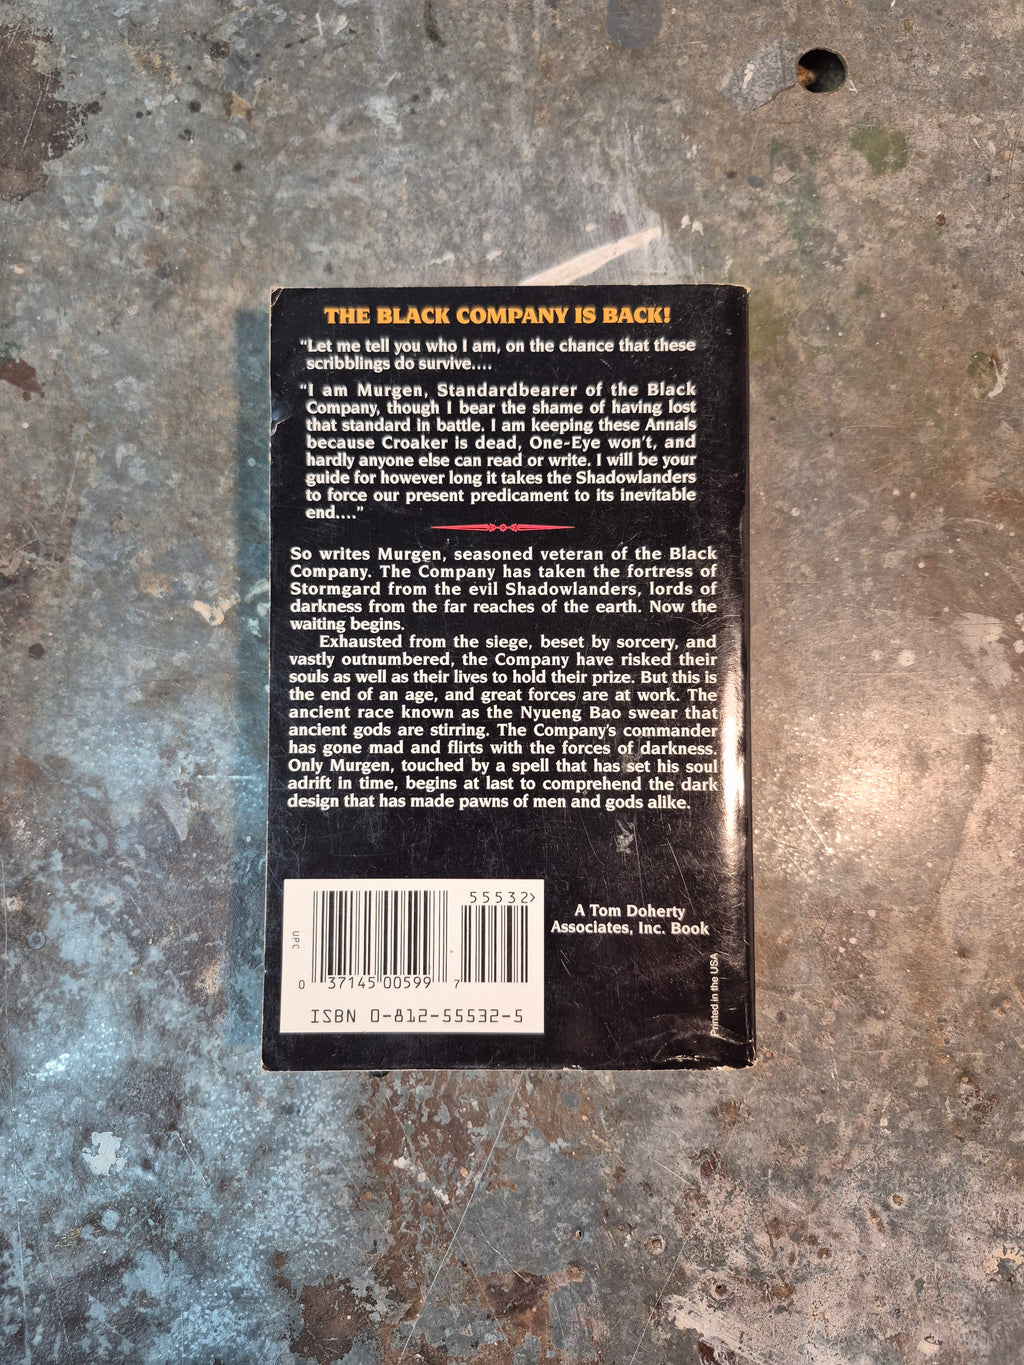 THE BLACK COMPANY IS BACK!
"Let me tell you who I am, on the chance that these
scribblings do survive....
"I am Murgen, Standardbearer of the Black
Company, though I bear the shame of having lost
that standard in battle. I am keeping these Annals
because Croaker is dead, One-Eye won't, and
hardly anyone else can read or write. I will be your
guide for however long it takes the Shadowlanders
to force our present predicament to its inevitable
end...."
So writes Murgen, seasoned veteran of the Black
Company. The Company has taken the fortress of
Stormgard from the evil Shadowlanders, lords of
darkness from the far reaches of the earth. Now the
waiting begins.
Exhausted from the siege, beset by sorcery, and
vastly outnumbered, the Company have risked their
souls as well as their lives to hold their prize. But this is
the end of an age, and great forces are at work. The
ancient race known as the Nyueng Bao swear that
ancient gods are stirring. The Company's commander
has gone mad and flirts with the forces of darkness.
Only Murgen, touched by a spell that has set his soul
adrift in time, begins at last to comprehend the dark
design that has made pawns of men and gods alike.
55532>
UPC
0 37145 00599 7
ISBN 0-812-55532-5
A Tom Doherty
Associates, Inc. Book
Printed in the USA